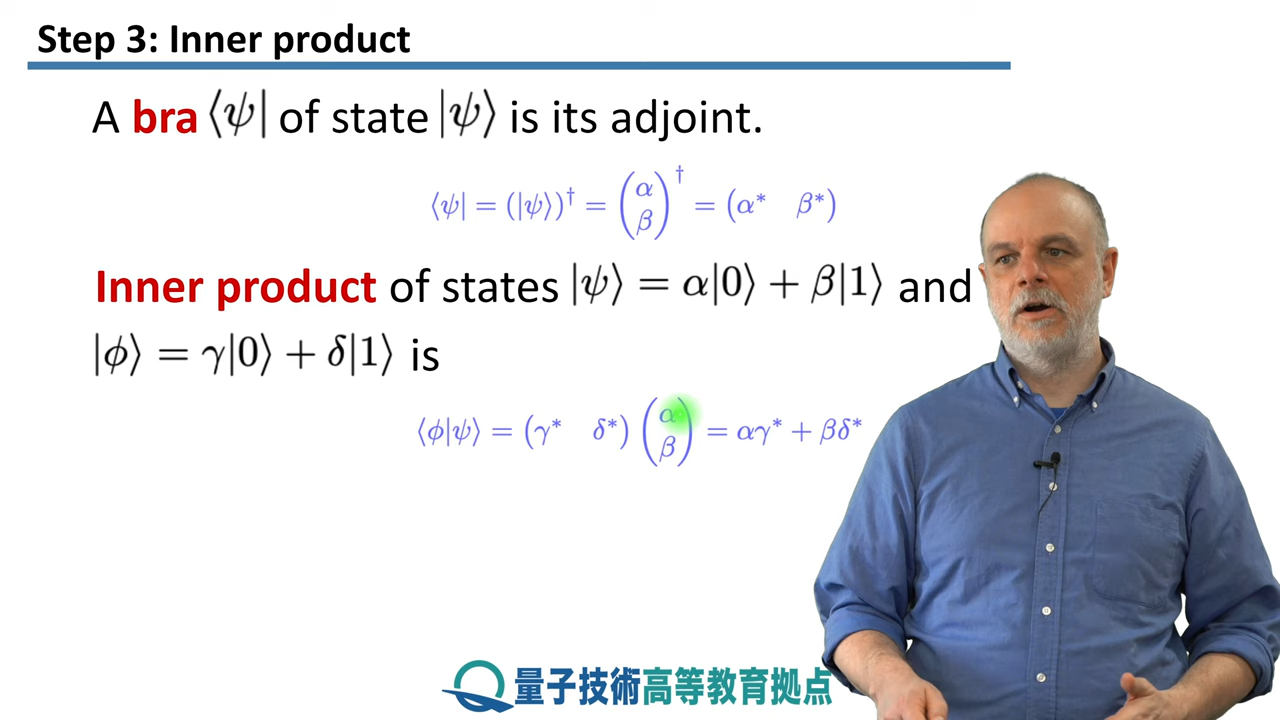 Step 3: Inner product
A bra ⟨ψ| of state |ψ⟩ is its adjoint.
⟨ψ| = (|ψ⟩)† = (α β)† = (α* β*)
Inner product of states |ψ⟩ = α|0⟩ + β|1⟩ and
|ϕ⟩ = γ|0⟩ + δ|1⟩ is
⟨ϕ|ψ⟩ = (γ* δ*) (α β) = αγ* + βδ*
量子技術高等教育拠点